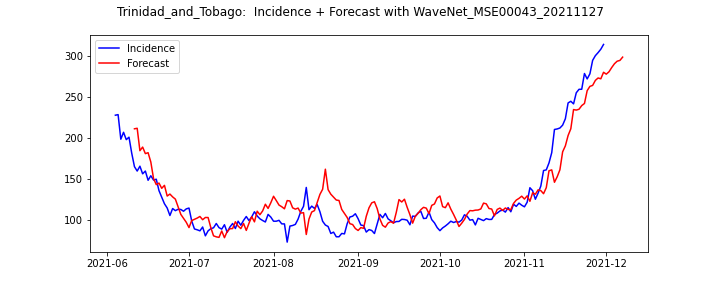 Trinidad_and_Tobago:  Incidence + Forecast with WaveNet_MSE00043_20211127
Incidence
Forecast
300
250
200
150
100
2021-06 2021-07 2021-08 2021-09 2021-10 2021-11 2021-12